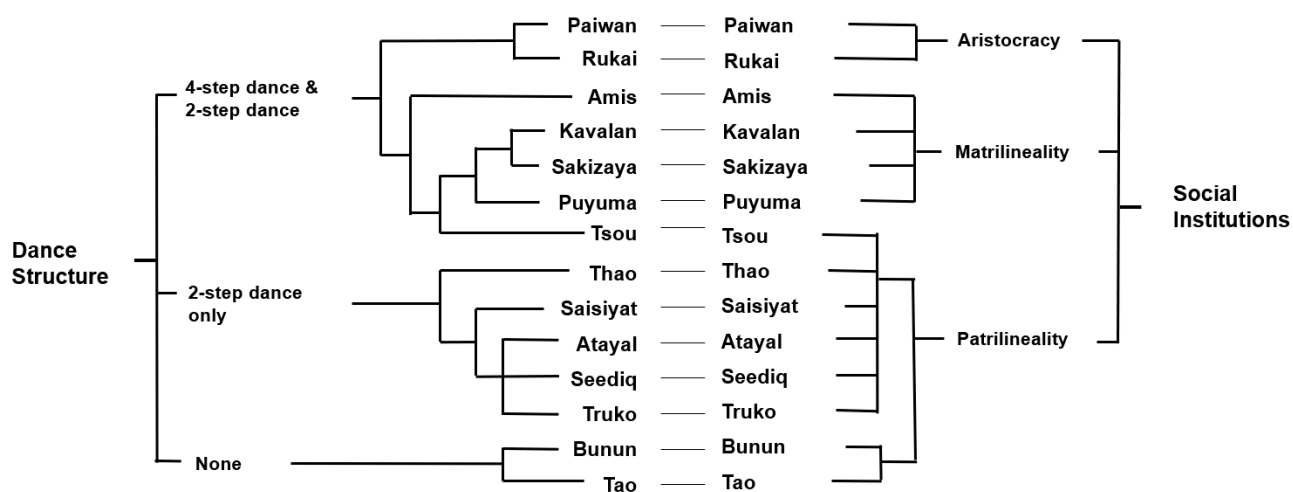 Paiwan Paiwan
Aristocracy
Rukai Rukai
4-step dance &
2-step dance
Amis Amis
Kavalan Kavalan
Matrilineality
Sakizaya Sakizaya
Puyuma Puyuma
Social
Institutions
Tsou Tsou
Dance
Structure
Thao Thao
2-step dance
only
Saisiyat Saisiyat
Atayal Atayal
Patrilineality
Seediq Seediq
Truko Truko
Bunun Bunun
None
Tao Tao